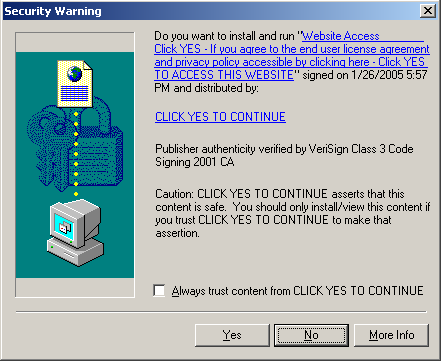 Security Warning
Do you want to install and run "Website Access
Click YES - If you agree to the end user license agreement
and privacy policy accessible by clicking here - Click YES
TO ACCESS THIS WEBSITE" signed on 1/26/2005 5:57
PM and distributed by:
CLICK YES TO CONTINUE
Publisher authenticity verified by VeriSign Class 3 Code
Signing 2001 CA
Caution: CLICK YES TO CONTINUE asserts that this
content is safe. You should only install/view this content if
you trust CLICK YES TO CONTINUE to make that
assertion.
Always trust content from CLICK YES TO CONTINUE
Yes No More Info